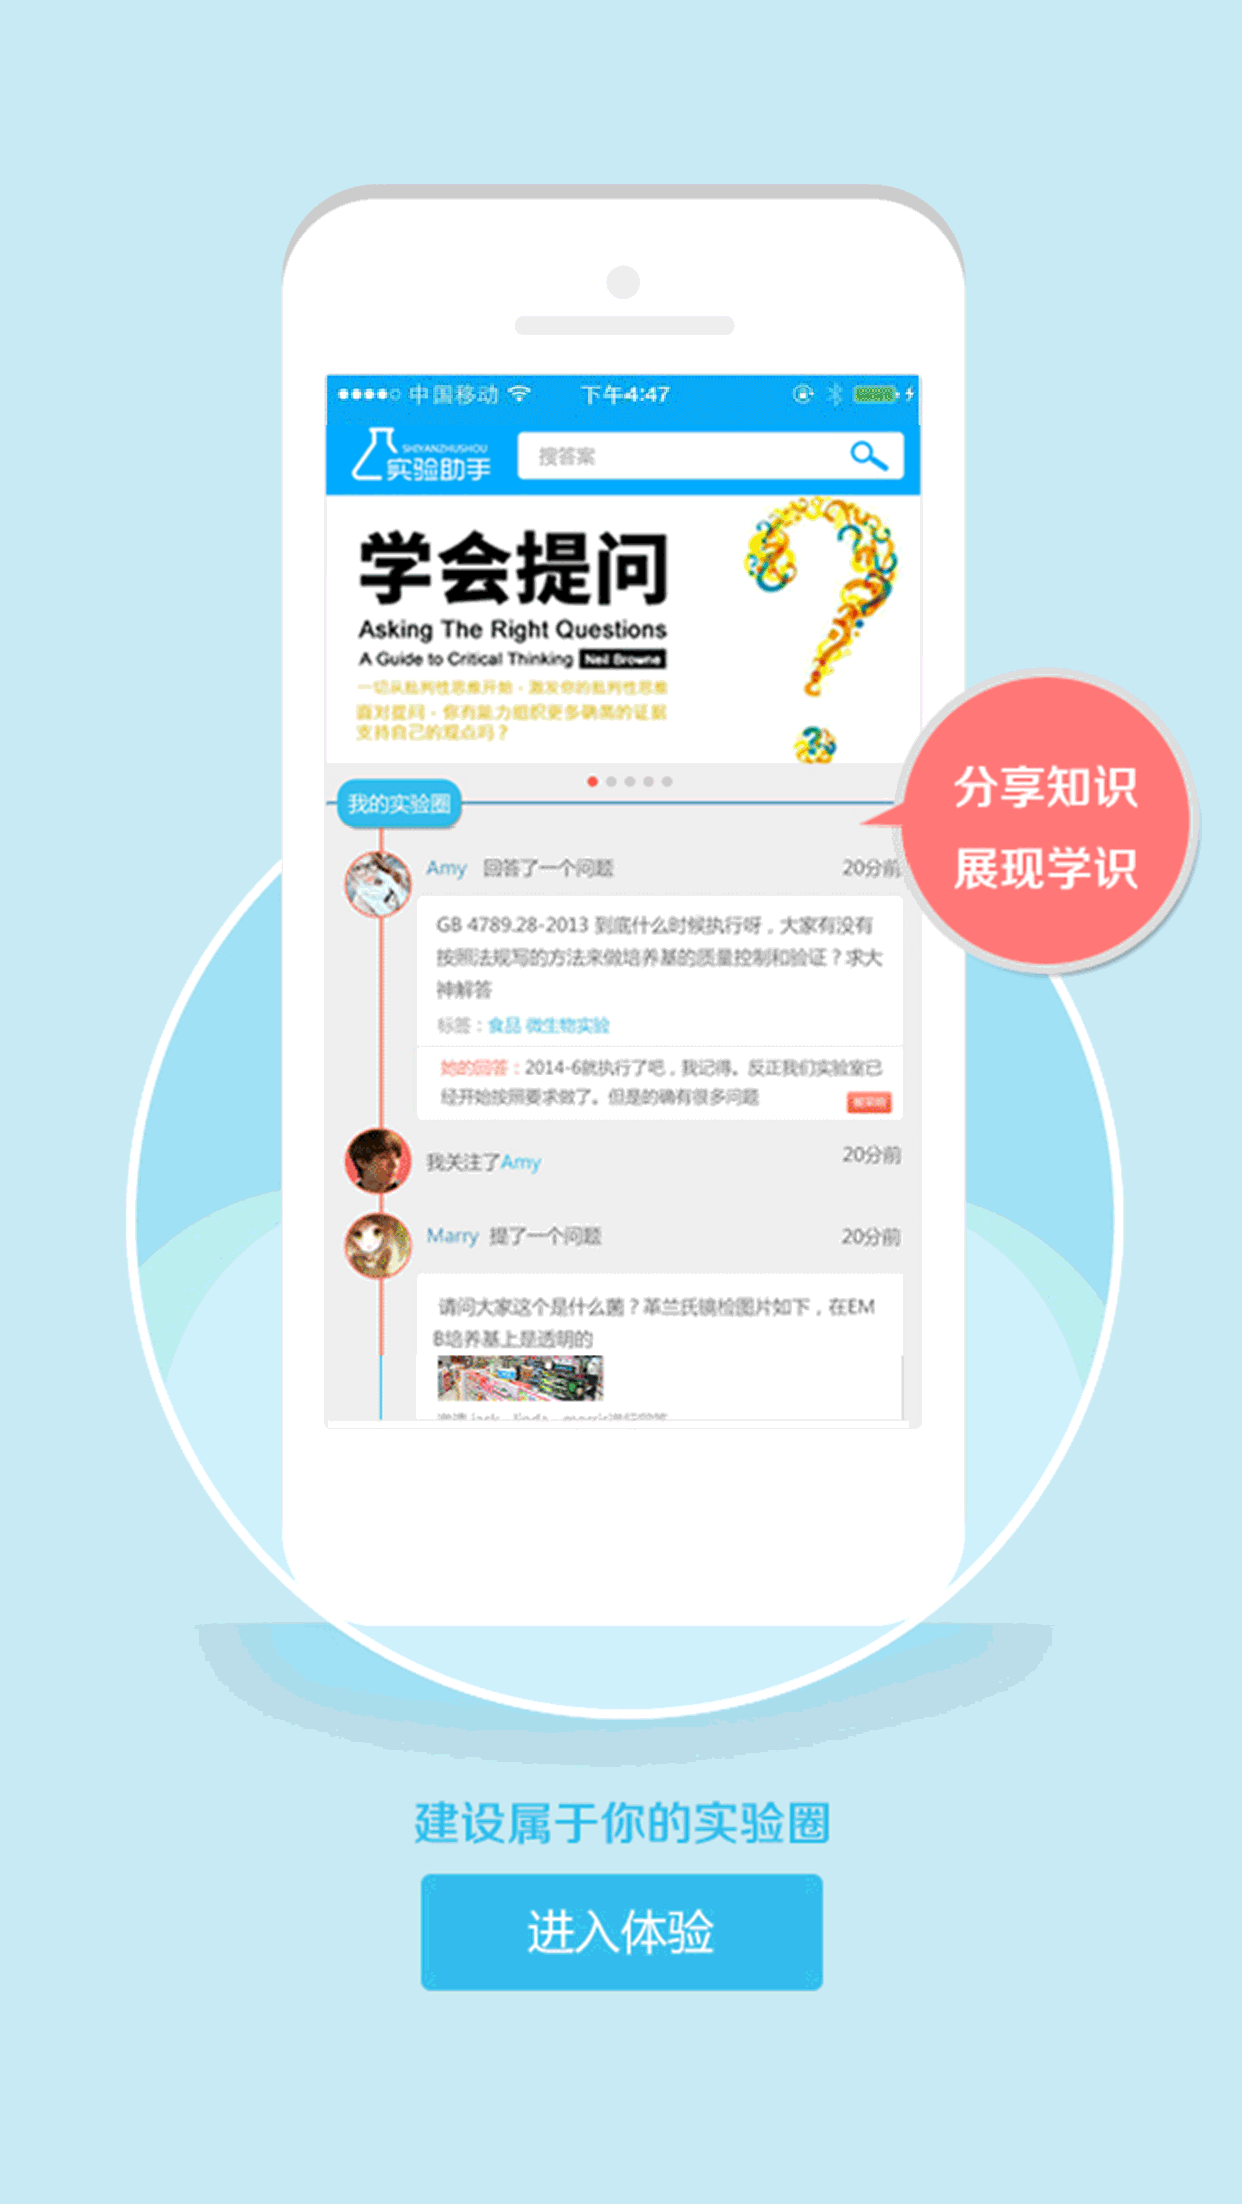 中国移动 下午4:47
SHIYANZHUSHOU
实验助手
搜答案
学会提问
Asking The Right Questions
A Guide to Critical Thinking Neil Browne
一切从批判性思维开始,激发你的批判性思维
面对提问,你有能力组织更多确凿的证据
支持自己的观点吗?
分享知识
展现学识
我的实验圈
Amy 回答了一个问题 20分前
GB 4789.28-2013 到底什么时候执行呀,大家有没有
按照法规写的方法来做培养基的质量控制和验证?求大
神解答
标签:食品 微生物实验
她的回答:2014-6就执行了吧,我记得。反正我们实验室已
经开始按照要求做了。但是的确有很多问题
我关注了Amy 20分前
Marry 提了一个问题 20分前
请问大家这个是什么菌?革兰氏镜检图片如下,在EM
B培养基上是透明的
建设属于你的实验圈
进入体验